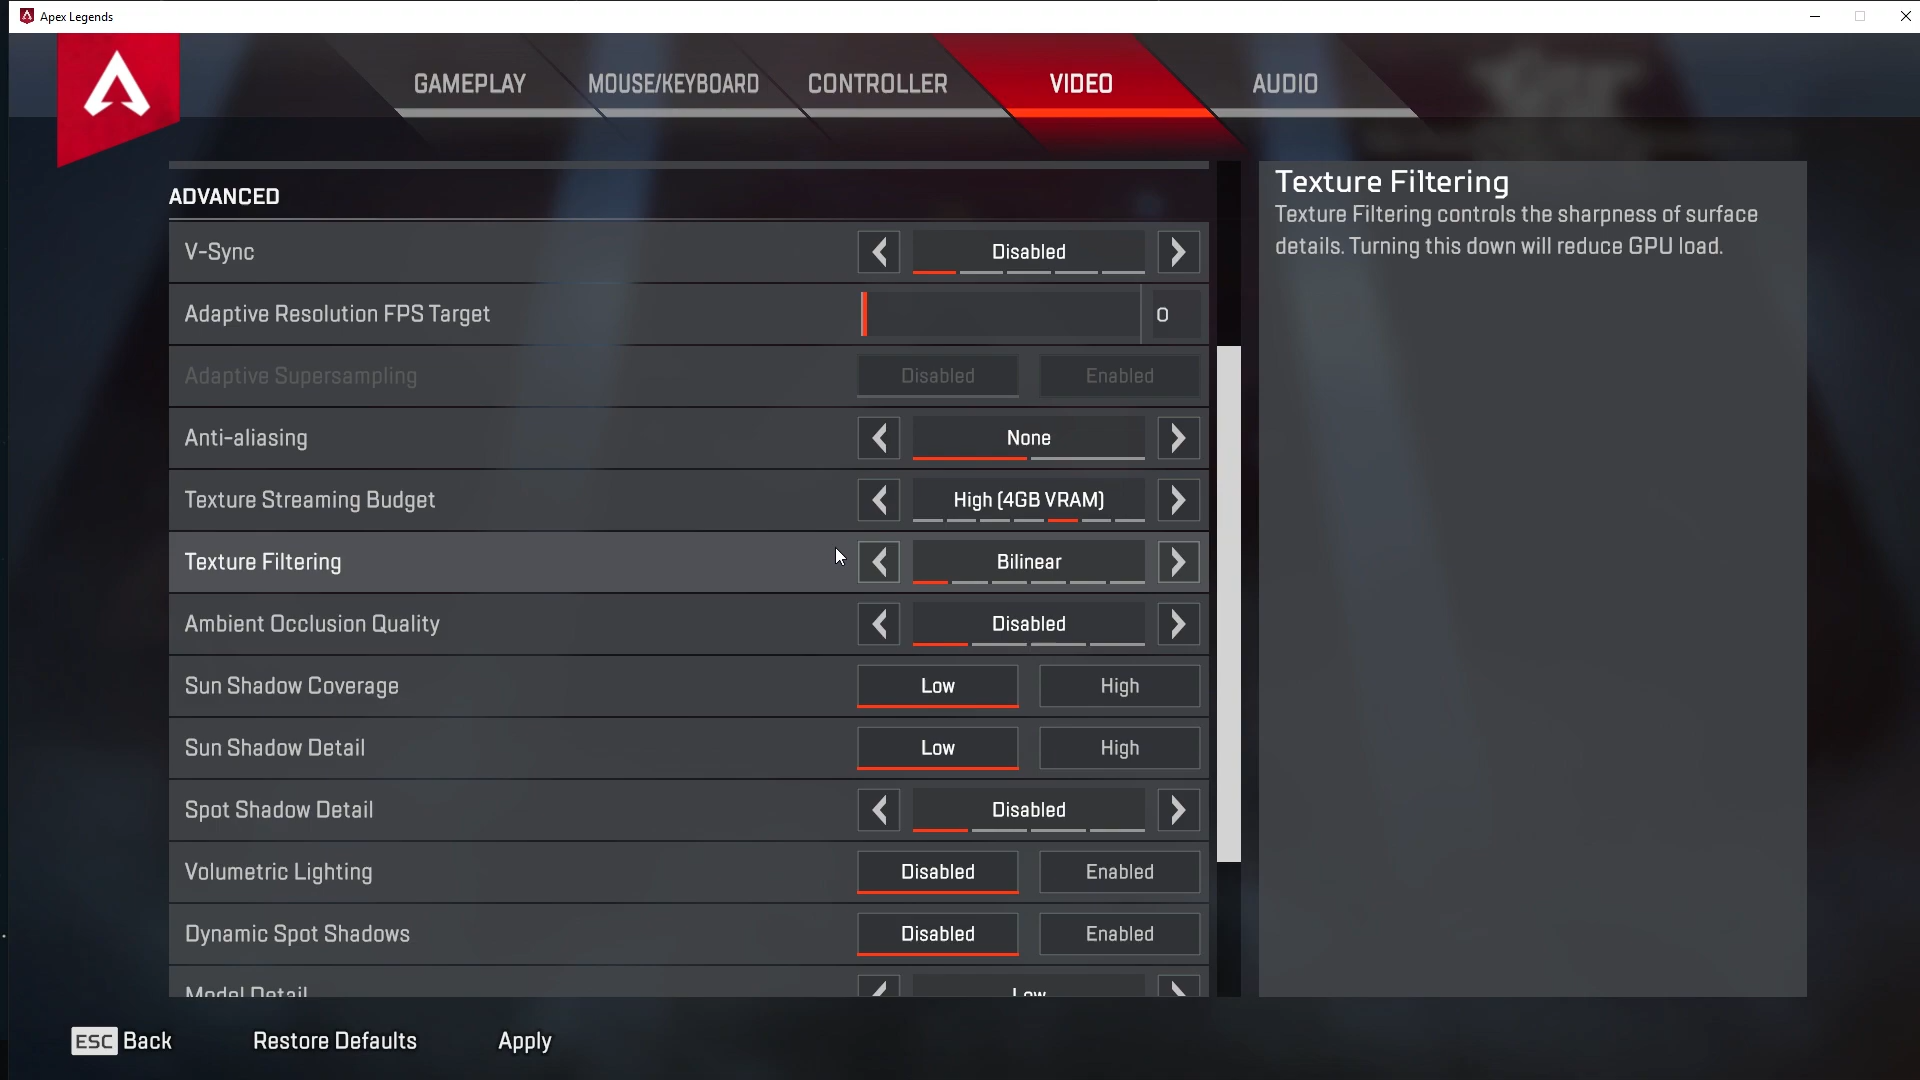 Apex Legends
GAMEPLAY
MOUSE/KEYBOARD
CONTROLLER
VIDEO
AUDIO
ADVANCED
V-Sync
Disabled
Adaptive Resolution FPS Target
0
Adaptive Supersampling
Disabled
Enabled
Anti-aliasing
None
Texture Streaming Budget
High (4GB VRAM)
Texture Filtering
Bilinear
Ambient Occlusion Quality
Disabled
Sun Shadow Coverage
Low
High
Sun Shadow Detail
Low
High
Spot Shadow Detail
Disabled
Volumetric Lighting
Disabled
Enabled
Dynamic Spot Shadows
Disabled
Enabled
Model Detail
Low
Texture Filtering
Texture Filtering controls the sharpness of surface
details. Turning this down will reduce GPU load.
ESC Back
Restore Defaults
Apply